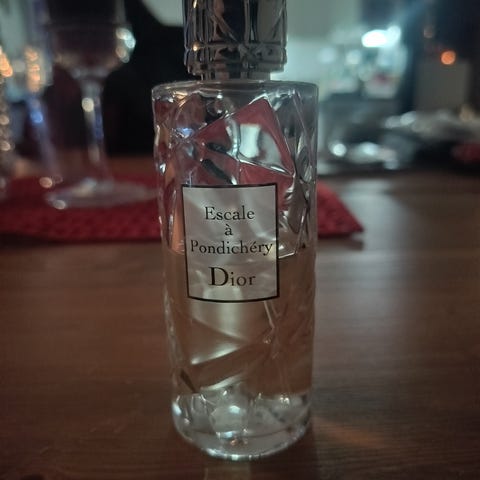 Escale
à
Pondichéry
Dior